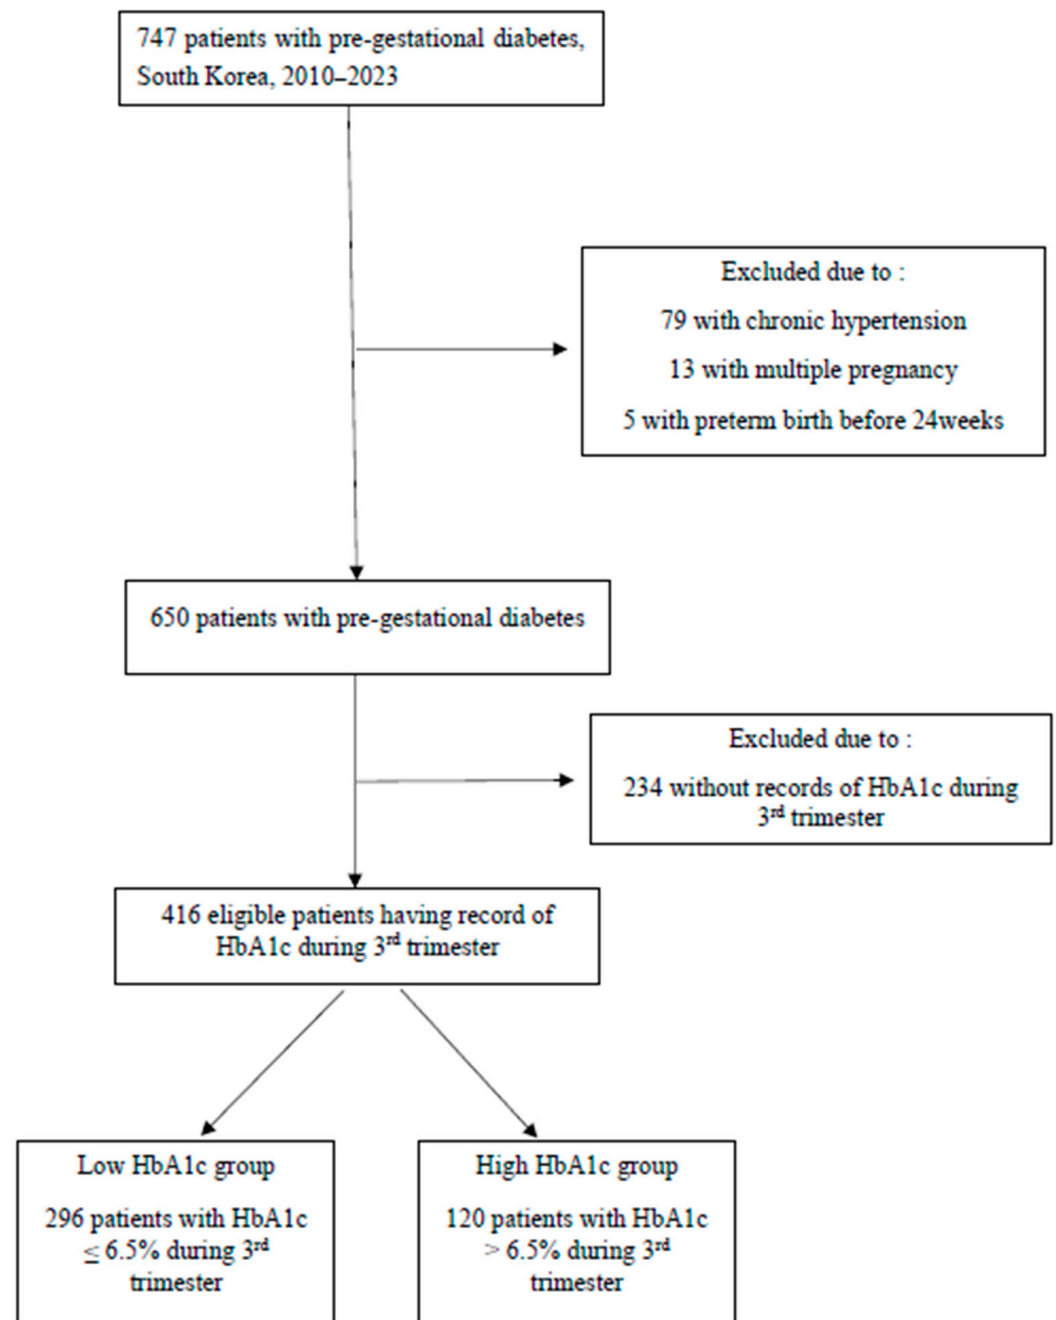 747 patients with pre-gestational diabetes,
South Korea, 2010–2023
Excluded due to :
79 with chronic hypertension
13 with multiple pregnancy
5 with preterm birth before 24weeks
650 patients with pre-gestational diabetes
Excluded due to :
234 without records of HbA1c during
3rd trimester
416 eligible patients having record of
HbA1c during 3rd trimester
Low HbA1c group
296 patients with HbA1c
≤ 6.5% during 3rd
trimester
High HbA1c group
120 patients with HbA1c
> 6.5% during 3rd
trimester